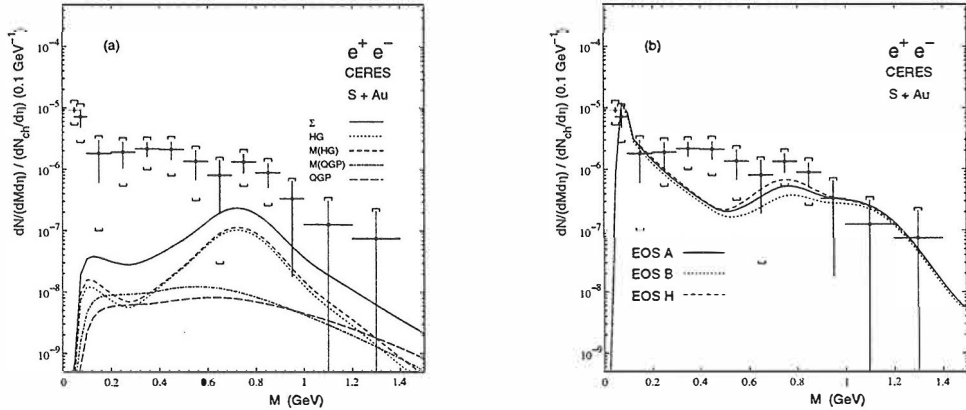 (a)
e⁺ e⁻
CERES
S + Au
Σ
HG
M(HG)
M(QGP)
QGP
dN/(dMdη) / (dN_ch/dη) (0.1 GeV⁻¹)
10⁻⁴
10⁻⁵
10⁻⁶
10⁻⁷
10⁻⁸
10⁻⁹
0 0.2 0.4 0.6 0.8 1 1.2 1.4
M (GeV)
(b)
e⁺ e⁻
CERES
S + Au
EOS A
EOS B
EOS H
dN/(dMdη) / (dN_ch/dη) (0.1 GeV⁻¹)
10⁻⁴
10⁻⁵
10⁻⁶
10⁻⁷
10⁻⁸
10⁻⁹
0 0.2 0.4 0.6 0.8 1 1.2 1.4
M (GeV)